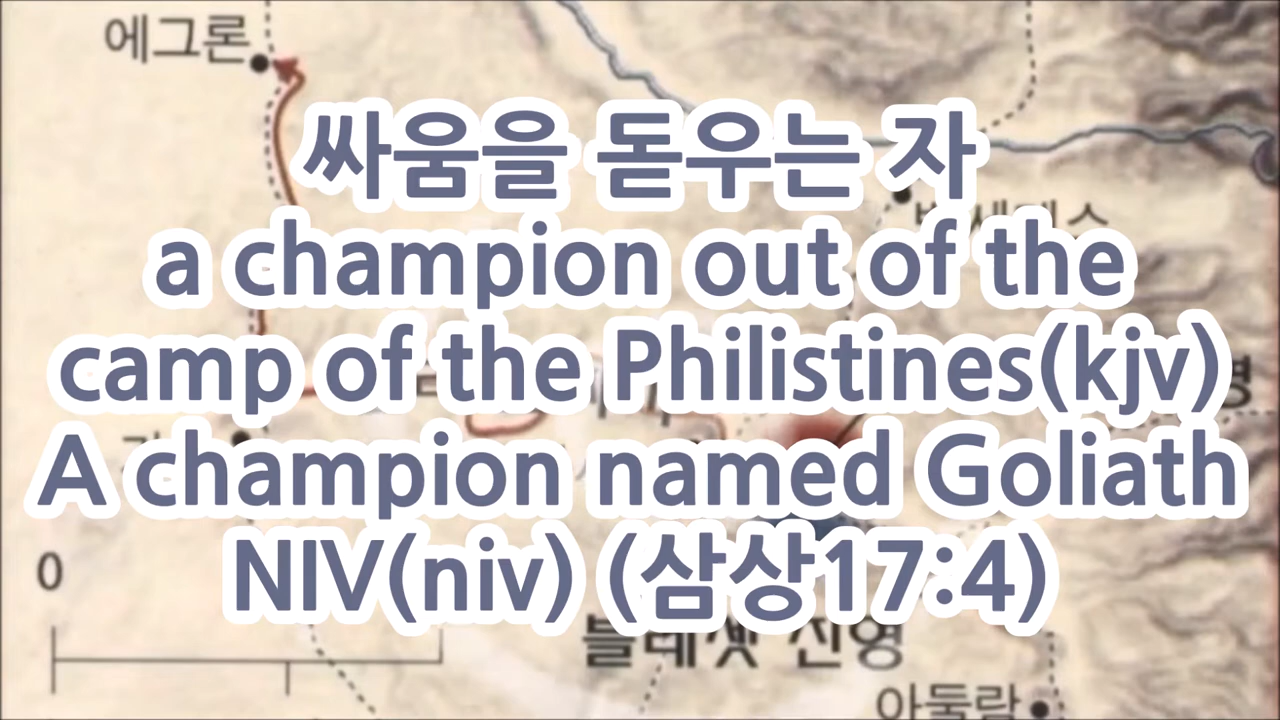 에그론
싸움을 돋우는 자
a champion out of the
camp of the Philistines(kjv)
A champion named Goliath
NIV(niv) (삼상17:4)
0
블레셋 진영
아둘람